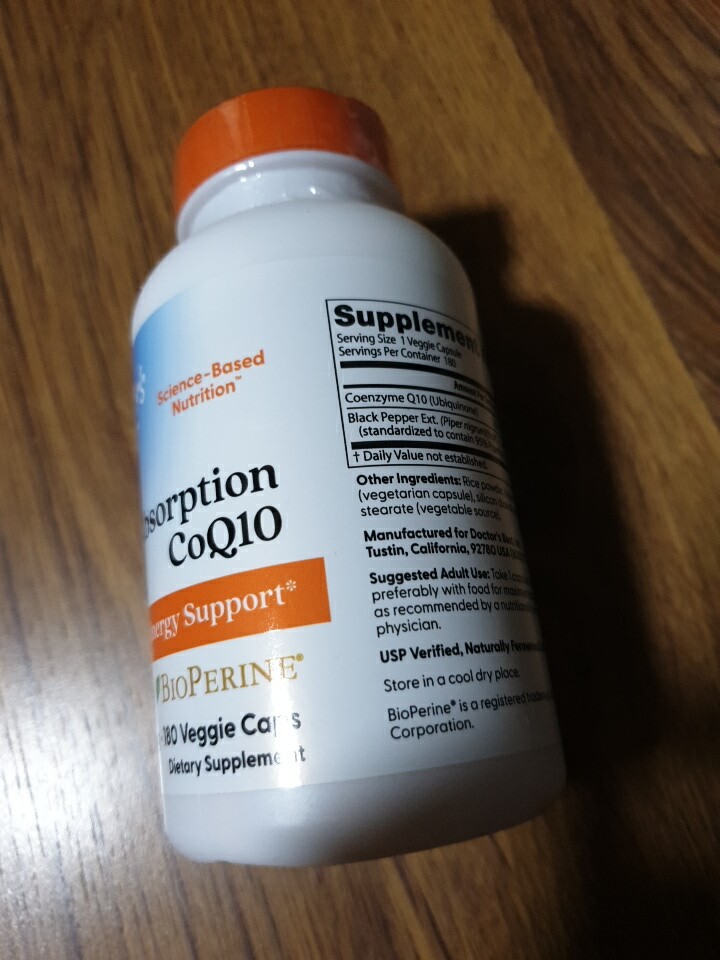 Science-Based
Nutrition™
sorption
CoQ10
nergy Support*
BIOPERINE®
180 Veggie Caps
Dietary Supplement
Supplement
Serving Size 1 Veggie Capsule
Servings Per Container 180
Amount Per
Coenzyme Q10 (Ubiquinone)
Black Pepper Ext. (Piper nigrum)
(standardized to contain 95%
† Daily Value not established.
Other Ingredients: Rice powder,
(vegetarian capsule), silicon
stearate (vegetable source).
Manufactured for Doctor's Best,
Tustin, California, 92780 USA
Suggested Adult Use: Take 1
preferably with food for
as recommended by a
physician.
USP Verified, Naturally
Store in a cool dry place.
BioPerine® is a registered
Corporation.